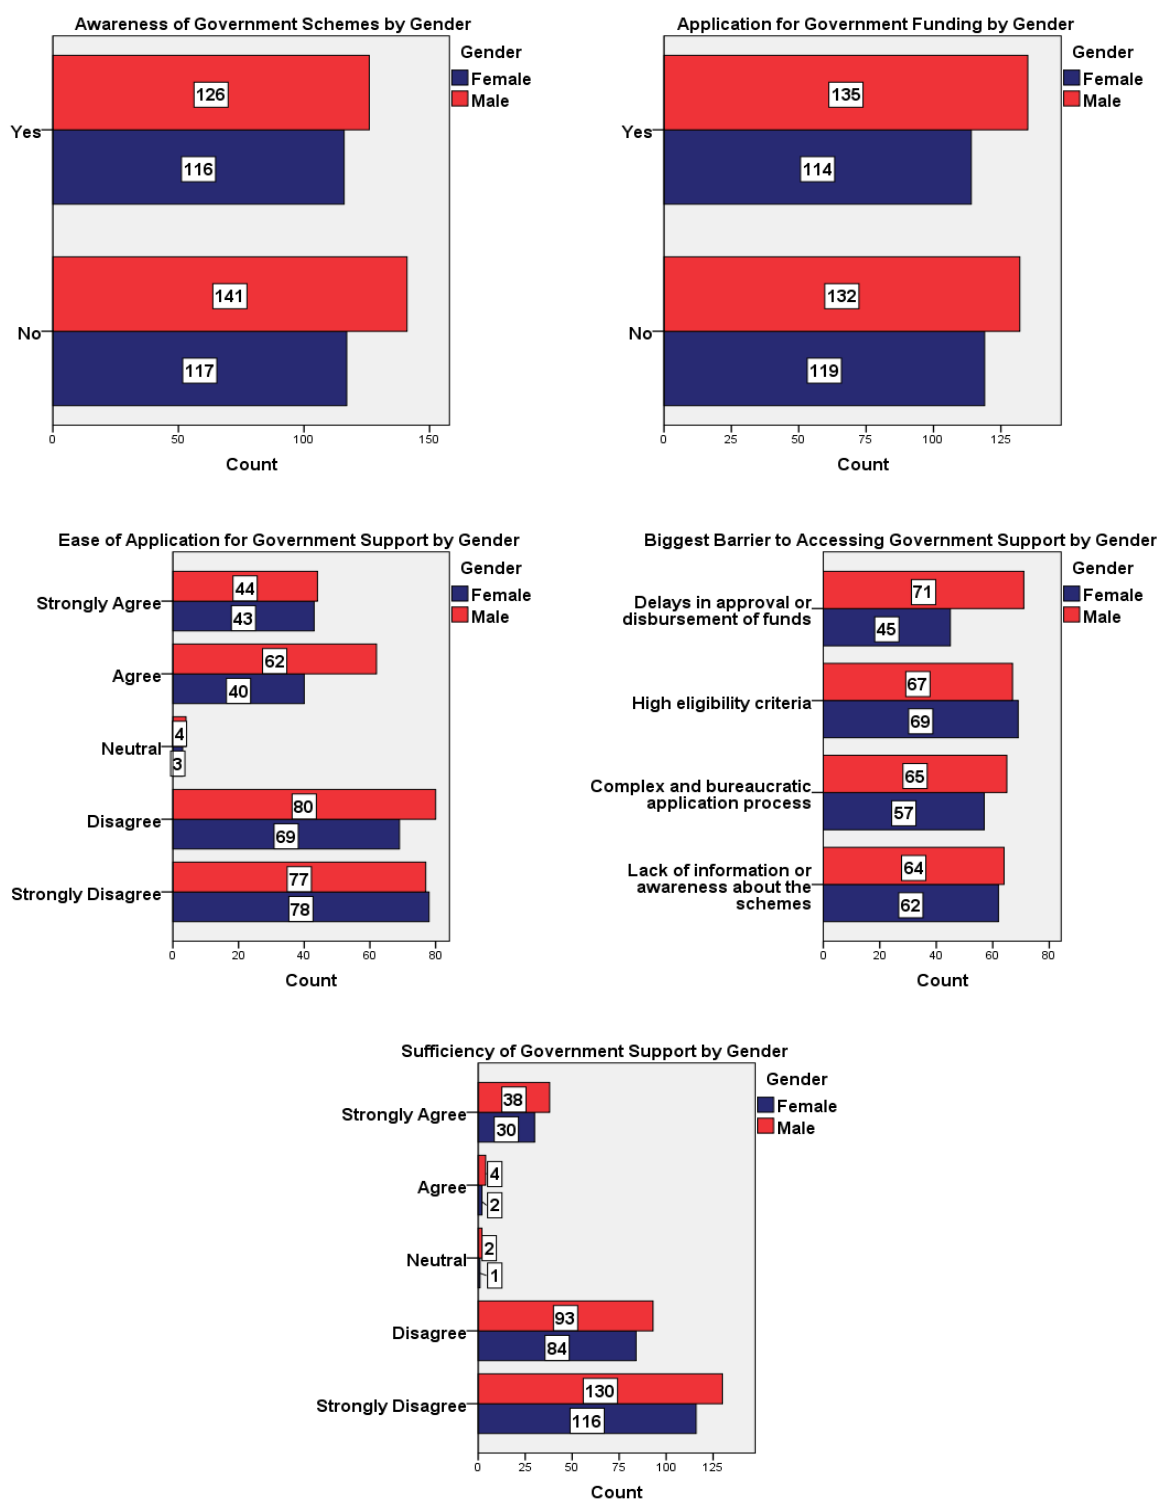 Awareness of Government Schemes by Gender
Gender
Female
Male
Yes
126
116
No
141
117
0 50 100 150
Count
Application for Government Funding by Gender
Gender
Female
Male
Yes
135
114
No
132
119
0 25 50 75 100 125
Count
Ease of Application for Government Support by Gender
Gender
Female
Male
Strongly Agree
44
43
Agree
62
40
Neutral
4
3
Disagree
80
69
Strongly Disagree
77
78
0 20 40 60 80
Count
Biggest Barrier to Accessing Government Support by Gender
Gender
Female
Male
Delays in approval or
disbursement of funds
71
45
High eligibility criteria
67
69
Complex and bureaucratic
application process
65
57
Lack of information or
awareness about the
schemes
64
62
0 20 40 60 80
Count
Sufficiency of Government Support by Gender
Gender
Female
Male
Strongly Agree
38
30
Agree
4
2
Neutral
2
1
Disagree
93
84
Strongly Disagree
130
116
0 25 50 75 100 125
Count